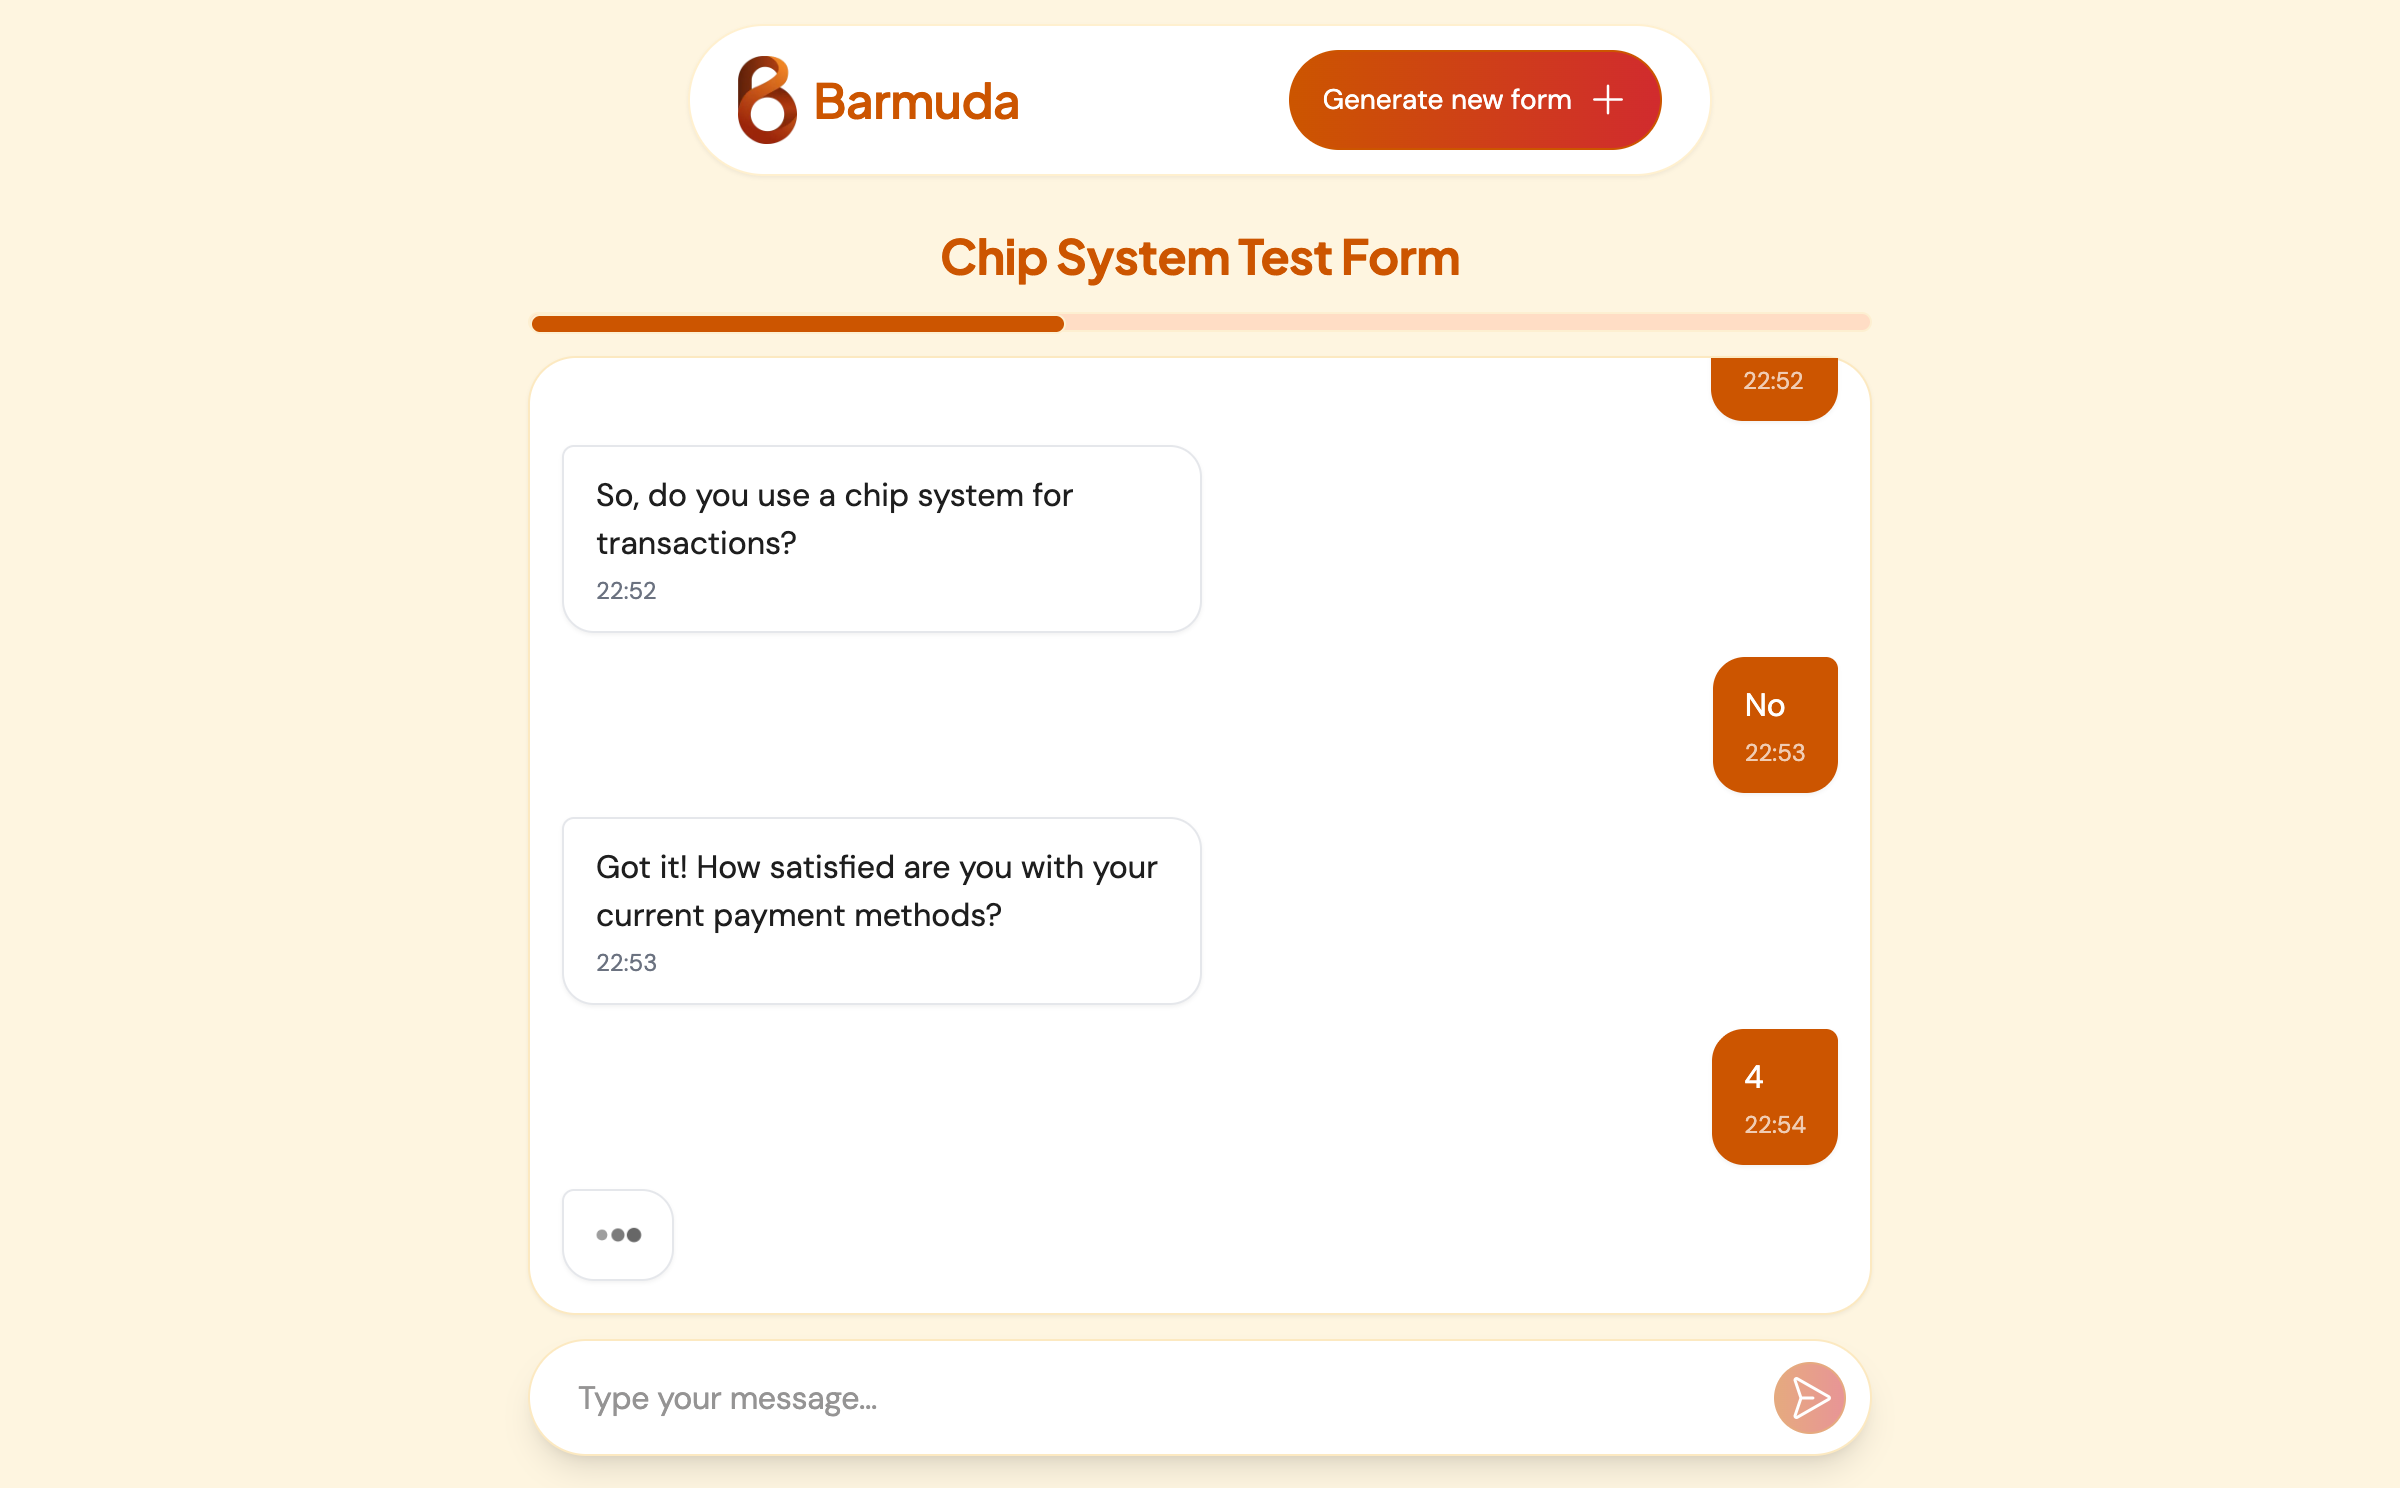 Barmuda
Generate new form
Chip System Test Form
22:52
So, do you use a chip system for
transactions?
22:52
No
22:53
Got it! How satisfied are you with your
current payment methods?
22:53
4
22:54
Type your message...